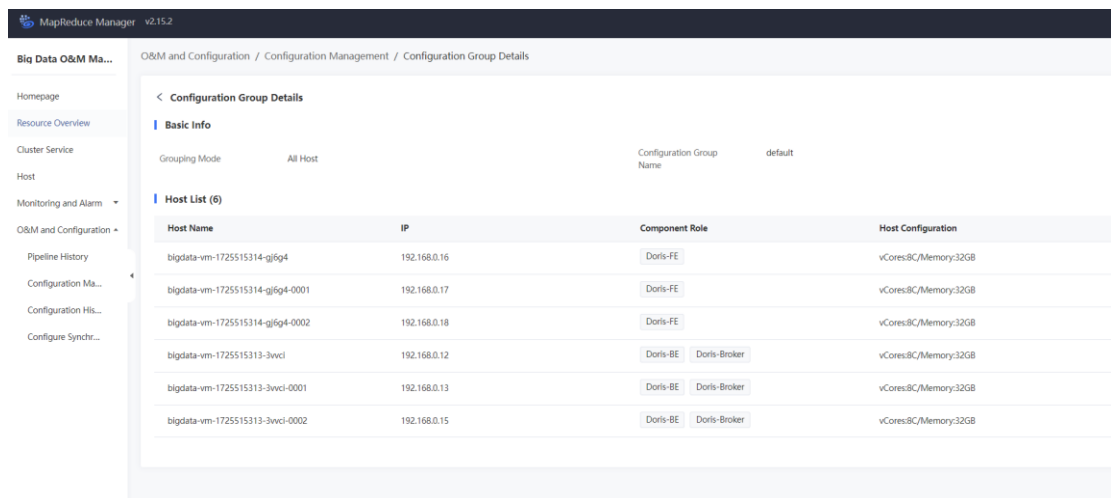 MapReduce Manager v2.15.2
Big Data O&M Ma...
O&M and Configuration / Configuration Management / Configuration Group Details
Homepage
Resource Overview
Cluster Service
Host
Monitoring and Alarm
O&M and Configuration
Pipeline History
Configuration Ma...
Configuration His...
Configure Synchr...
< Configuration Group Details
Basic Info
Grouping Mode All Host
Configuration Group Name default
Host List (6)
Host Name IP Component Role Host Configuration
bigdata-vm-1725515314-gj6g4 192.168.0.16 Doris-FE vCores:8C/Memory:32GB
bigdata-vm-1725515314-gj6g4-0001 192.168.0.17 Doris-FE vCores:8C/Memory:32GB
bigdata-vm-1725515314-gj6g4-0002 192.168.0.18 Doris-FE vCores:8C/Memory:32GB
bigdata-vm-1725515313-3vvci 192.168.0.12 Doris-BE Doris-Broker vCores:8C/Memory:32GB
bigdata-vm-1725515313-3vvci-0001 192.168.0.13 Doris-BE Doris-Broker vCores:8C/Memory:32GB
bigdata-vm-1725515313-3vvci-0002 192.168.0.15 Doris-BE Doris-Broker vCores:8C/Memory:32GB